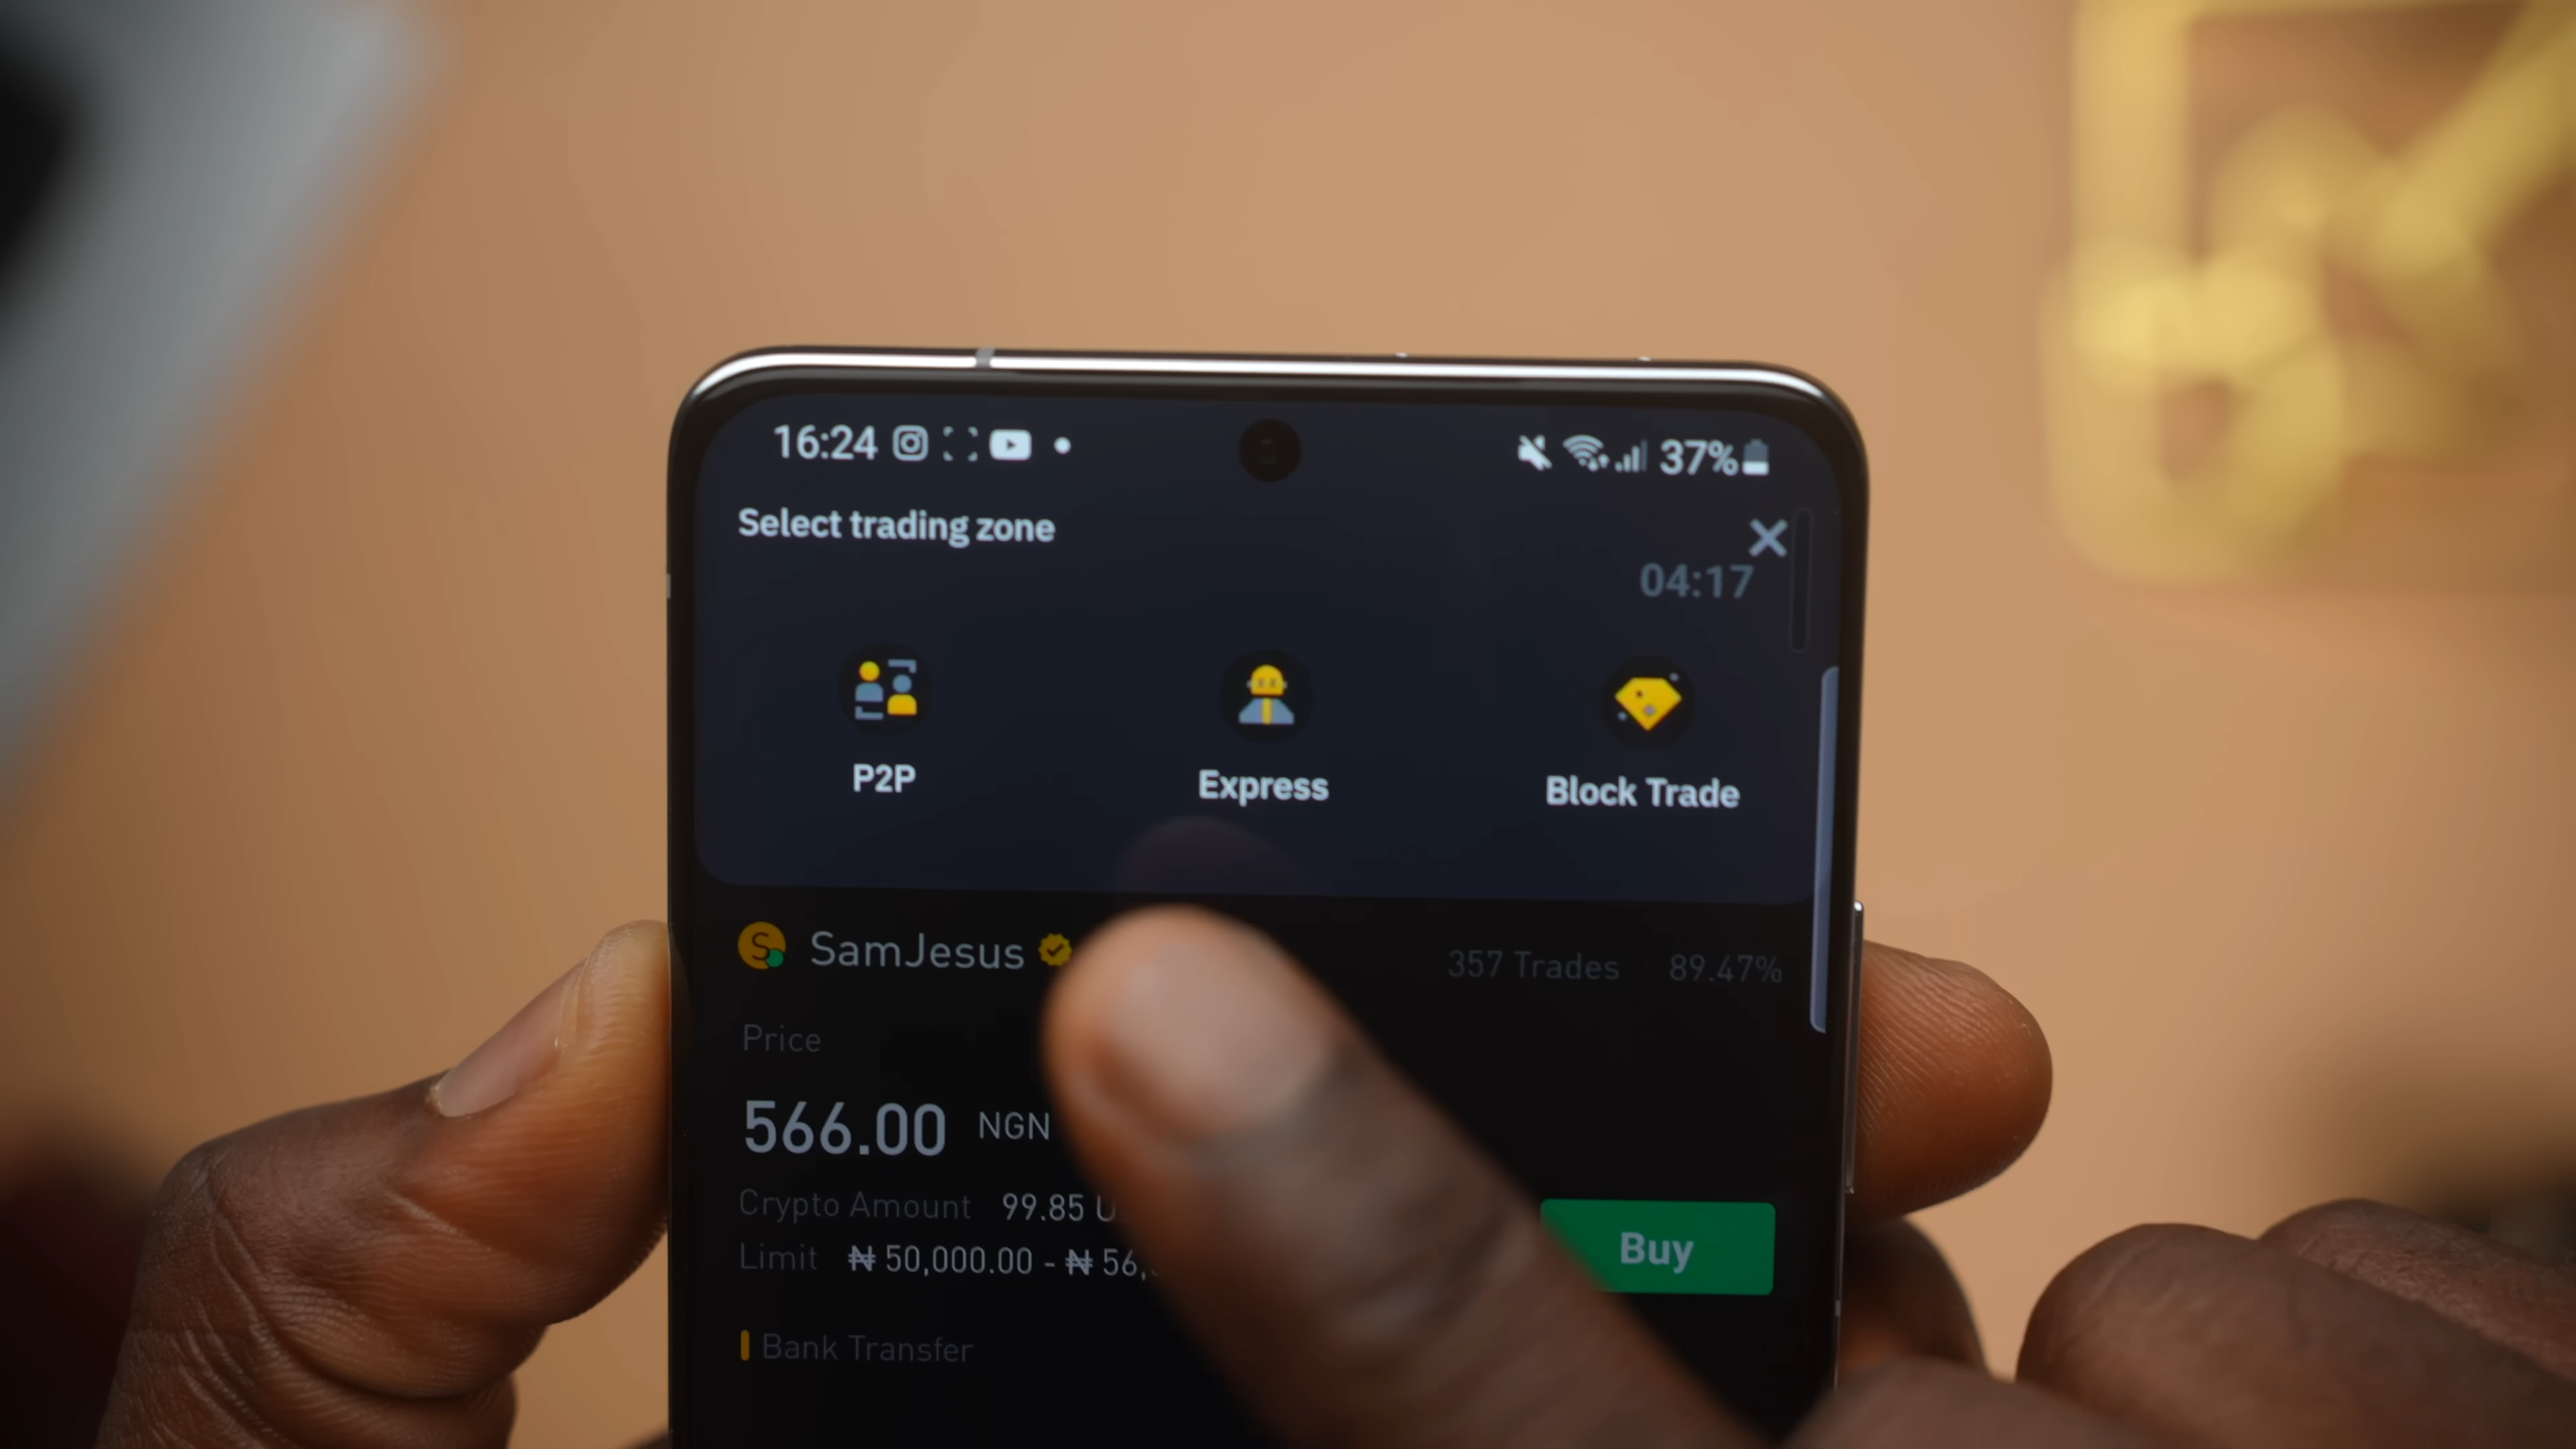 16:24 37%
Select trading zone
04:17
P2P Express Block Trade
S SamJesus 357 Trades 89.47%
Price
566.00 NGN
Crypto Amount 99.85
Limit ₦ 50,000.00 - ₦ 56,
Buy
Bank Transfer